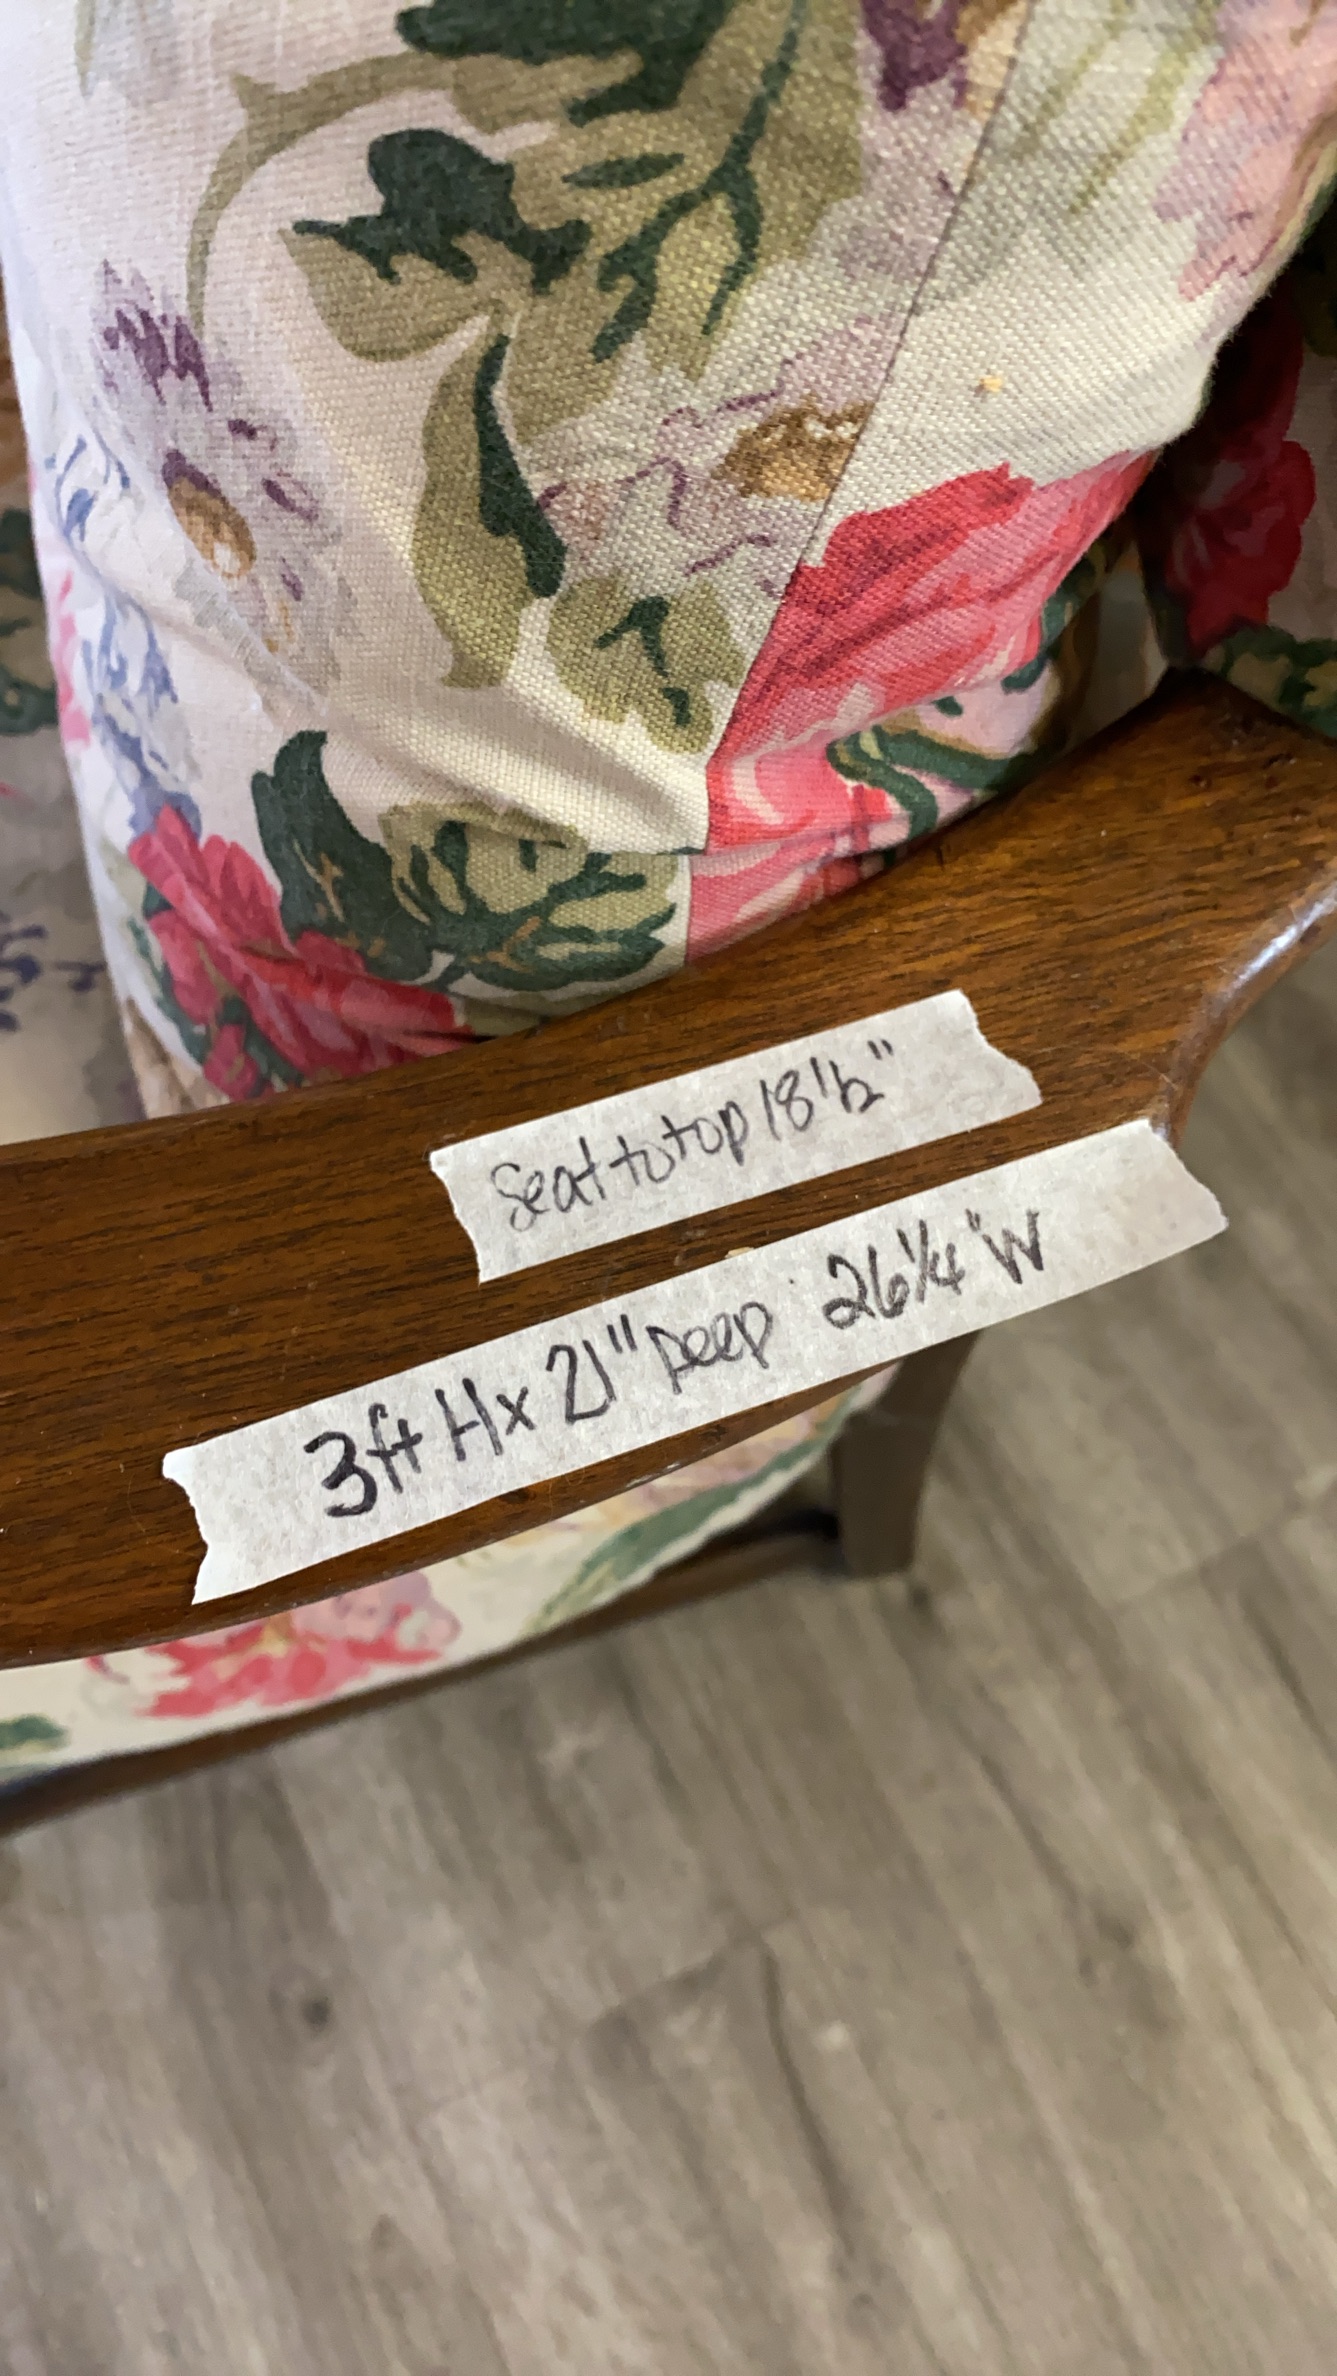 Seat to top 18 1/2"
3ft H x 21" Deep 26 1/4" W